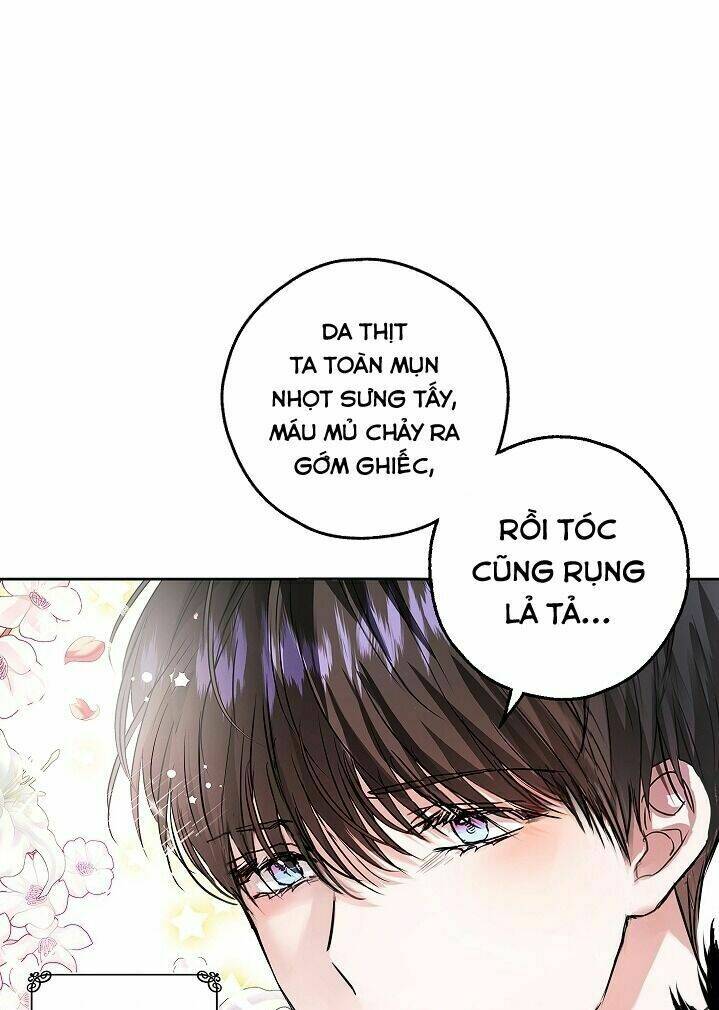 DA THỊT
TA TOÀN MỤN
NHỌT SƯNG TẤY,
MÁU MỦ CHẢY RA
GỚM GHIẾC,
RỒI TÓC
CŨNG RỤNG
LẢ TẢ...